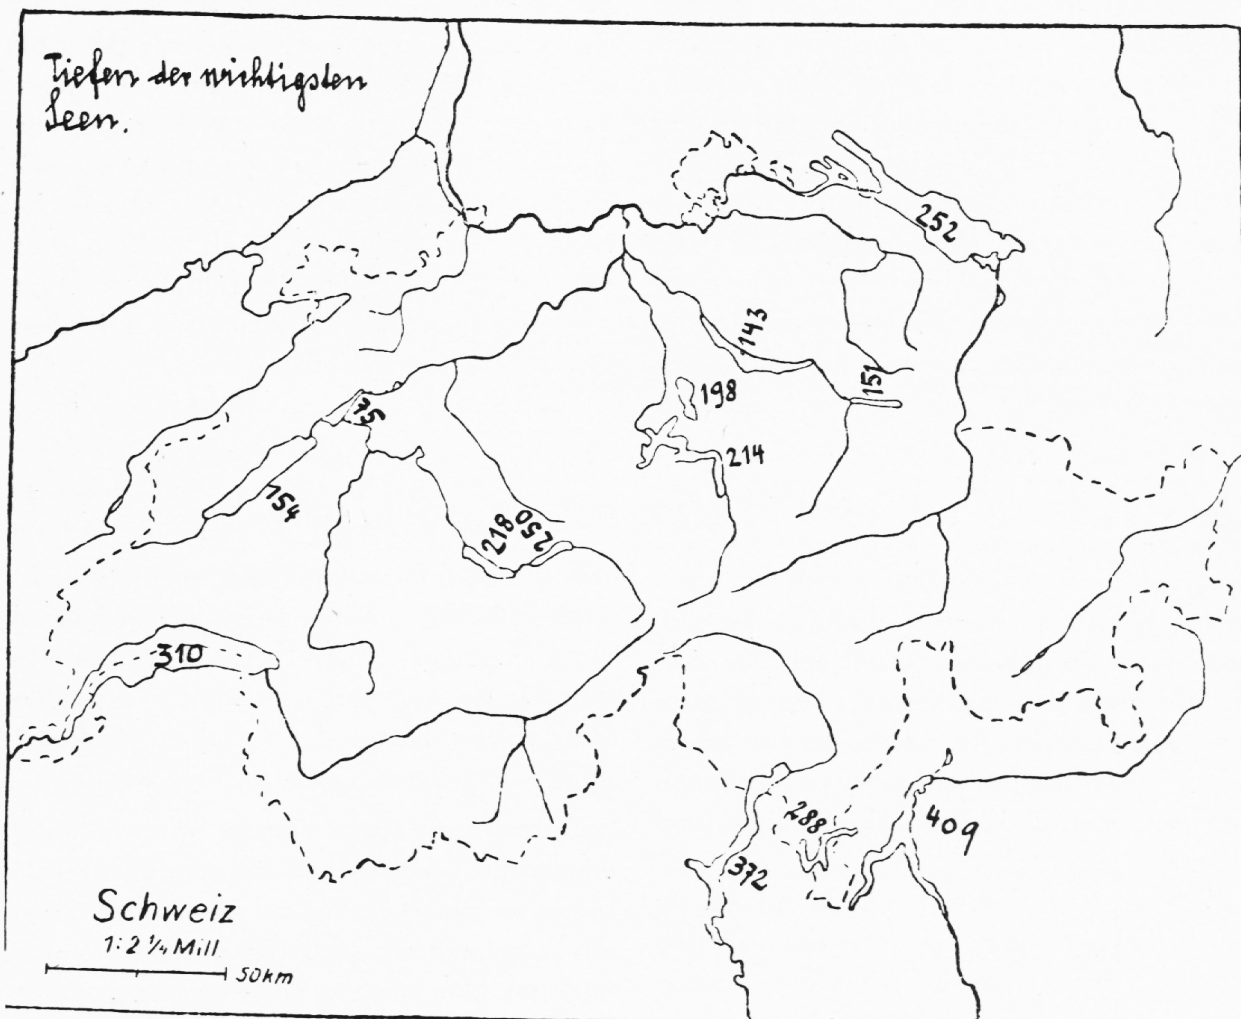 Tiefen der wichtigsten
Seen.
252
143
151
198
75
214
154
218
250
310
288
409
372
Schweiz
1:2 1/4 Mill
50km